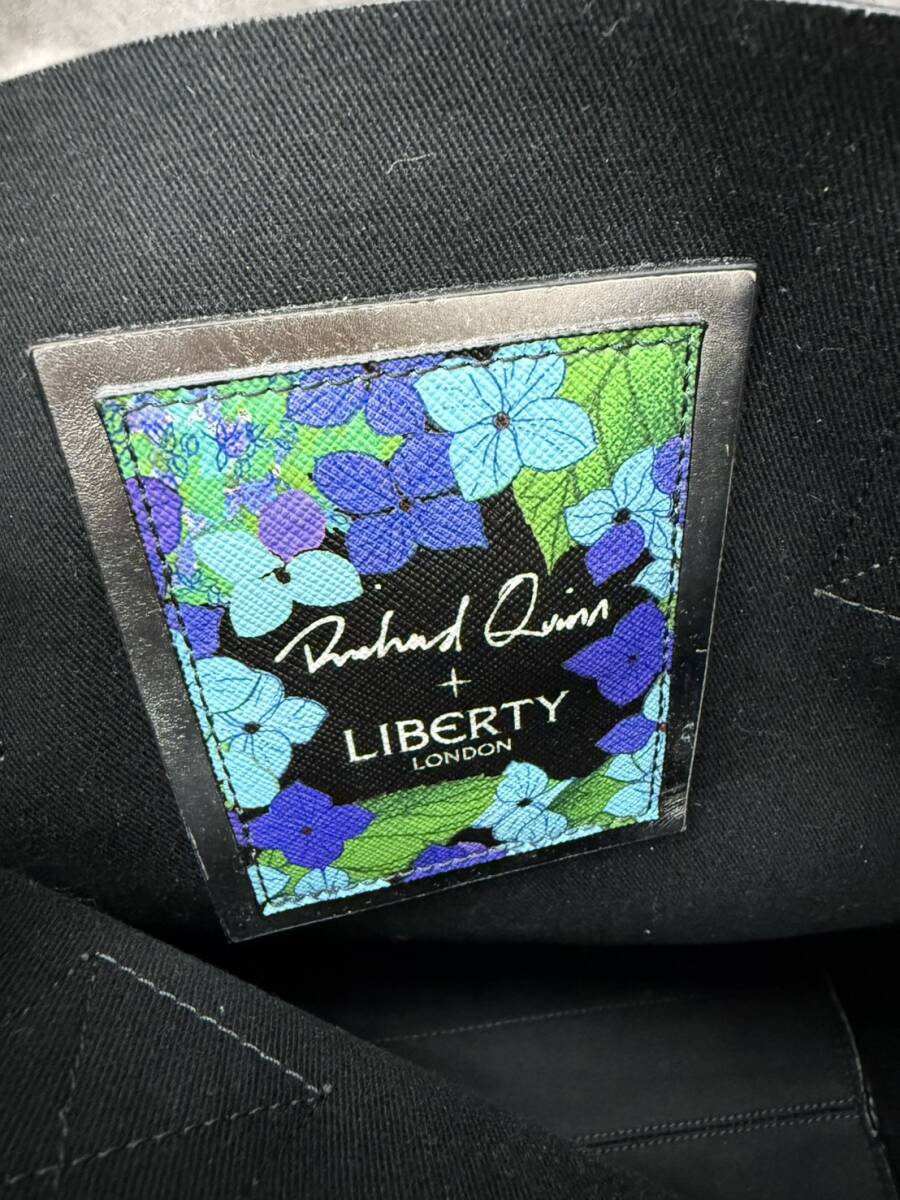 Richard Quinn
+
LIBERTY
LONDON